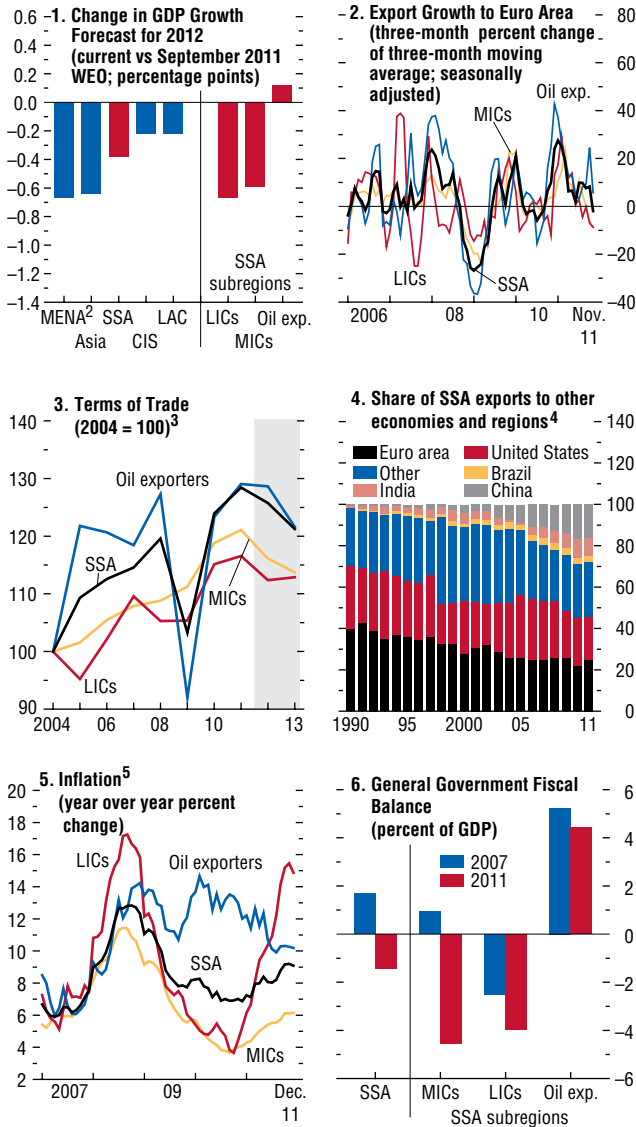 1. Change in GDP Growth
Forecast for 2012
(current vs September 2011
WEO; percentage points)
0.6
0.4
0.2
0.0
–0.2
–0.4
–0.6
–0.8
–1.0
–1.2
–1.4
SSA
subregions
MENA2 SSA LAC LICs Oil exp.
Asia CIS MICs
2. Export Growth to Euro Area
(three-month percent change
of three-month moving
average; seasonally
adjusted)
80
60
40
20
0
–20
–40
Oil exp.
MICs
LICs
SSA
2006 08 10 Nov.
11
3. Terms of Trade
(2004 = 100)3
140
130
120
110
100
90
Oil exporters
SSA
MICs
LICs
2004 06 08 10 13
4. Share of SSA exports to other
economies and regions4
Euro area United States
Other Brazil
India China
140
120
100
80
60
40
20
0
1990 95 2000 05 11
5. Inflation5
(year over year percent
change)
20
18
16
14
12
10
8
6
4
2
LICs
Oil exporters
SSA
MICs
2007 09 Dec.
11
6. General Government Fiscal
Balance
(percent of GDP)
2007
2011
6
4
2
0
–2
–4
–6
SSA MICs LICs Oil exp.
SSA subregions